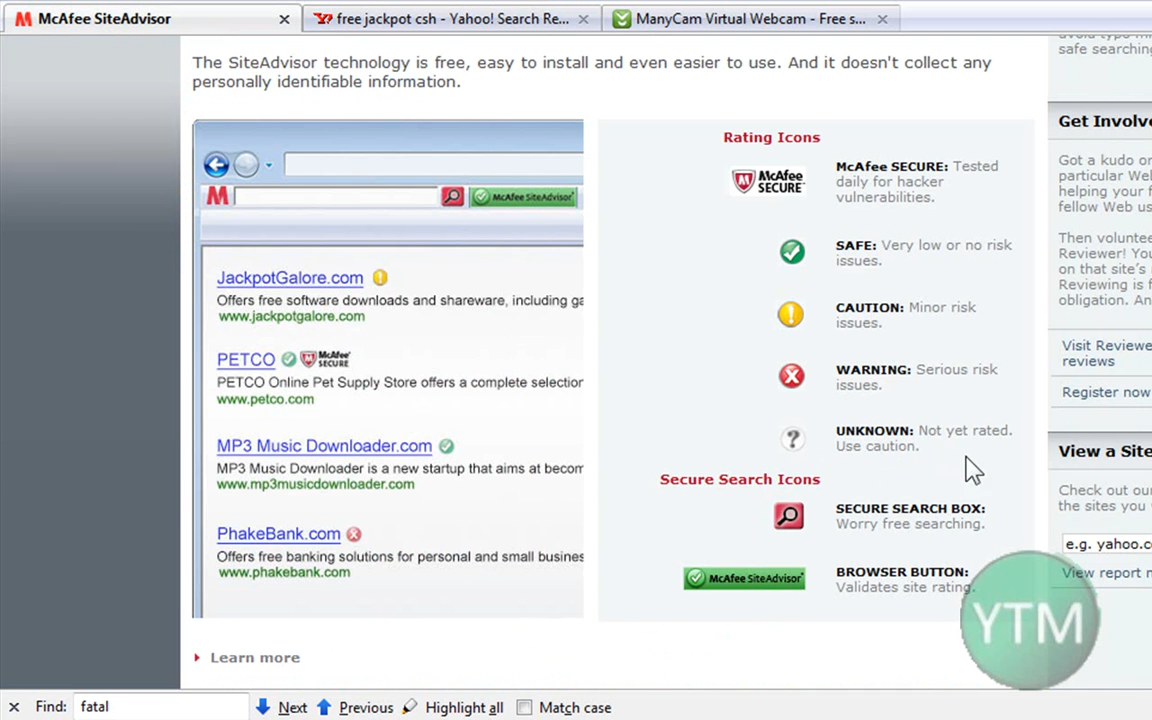 McAfee SiteAdvisor
free jackpot csh - Yahoo! Search Re...
ManyCam Virtual Webcam - Free s...
The SiteAdvisor technology is free, easy to install and even easier to use. And it doesn't collect any
personally identifiable information.
M
McAfee SiteAdvisor
JackpotGalore.com
Offers free software downloads and shareware, including ga
www.jackpotgalore.com
PETCO
McAfee
SECURE
PETCO Online Pet Supply Store offers a complete selection
www.petco.com
MP3 Music Downloader.com
MP3 Music Downloader is a new startup that aims at becom
www.mp3musicdownloader.com
PhakeBank.com
Offers free banking solutions for personal and small business
www.phakebank.com
Learn more
Rating Icons
McAfee
SECURE
McAfee SECURE: Tested
daily for hacker
vulnerabilities.
SAFE: Very low or no risk
issues.
CAUTION: Minor risk
issues.
WARNING: Serious risk
issues.
UNKNOWN: Not yet rated.
Use caution.
Secure Search Icons
SECURE SEARCH BOX:
Worry free searching.
McAfee SiteAdvisor
BROWSER BUTTON:
Validates site rating.
safe searching
Get Involve
Got a kudo or
particular Web
helping your f
fellow Web us
Then voluntee
Reviewer! You
on that site's
Reviewing is f
obligation. An
Visit Reviewe
reviews
Register now
View a Site
Check out our
the sites you
e.g. yahoo.co
View report
YTM
Find: fatal
Next
Previous
Highlight all
Match case